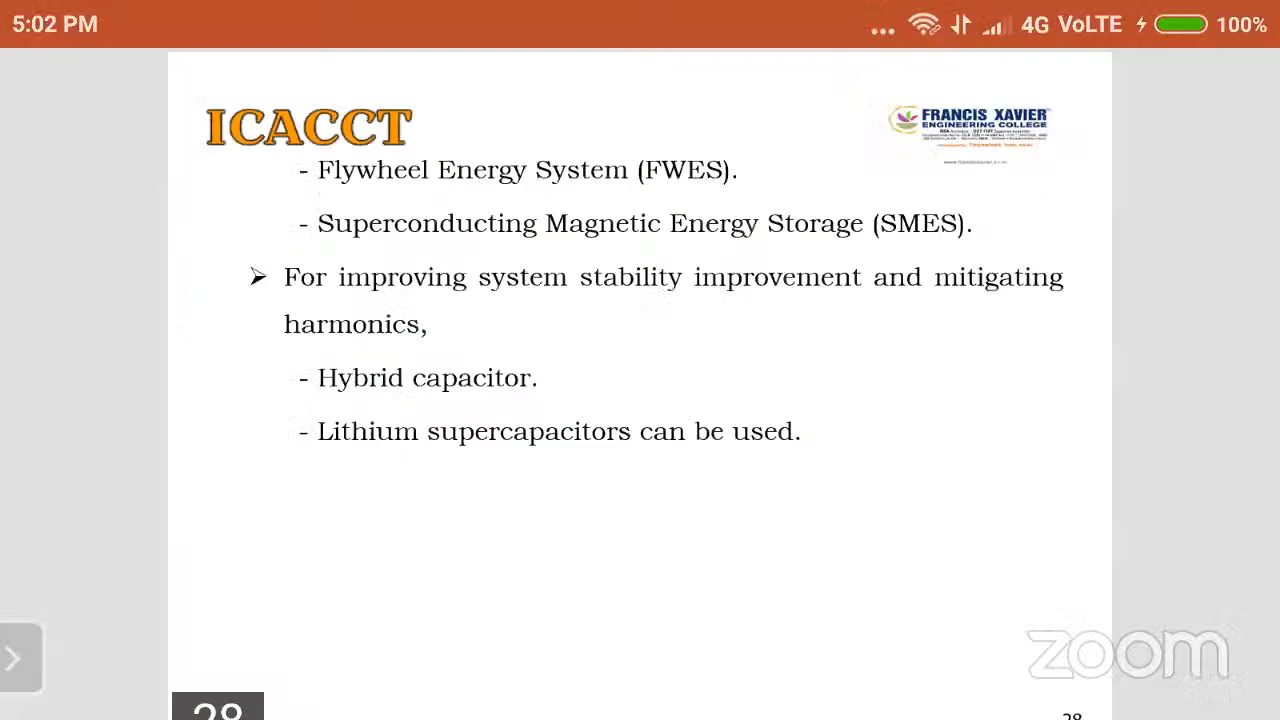 5:02 PM
4G VoLTE 100%
ICACCT
FRANCIS XAVIER
ENGINEERING COLLEGE
- Flywheel Energy System (FWES).
- Superconducting Magnetic Energy Storage (SMES).
➢ For improving system stability improvement and mitigating
harmonics,
- Hybrid capacitor.
- Lithium supercapacitors can be used.
zoom
28
28